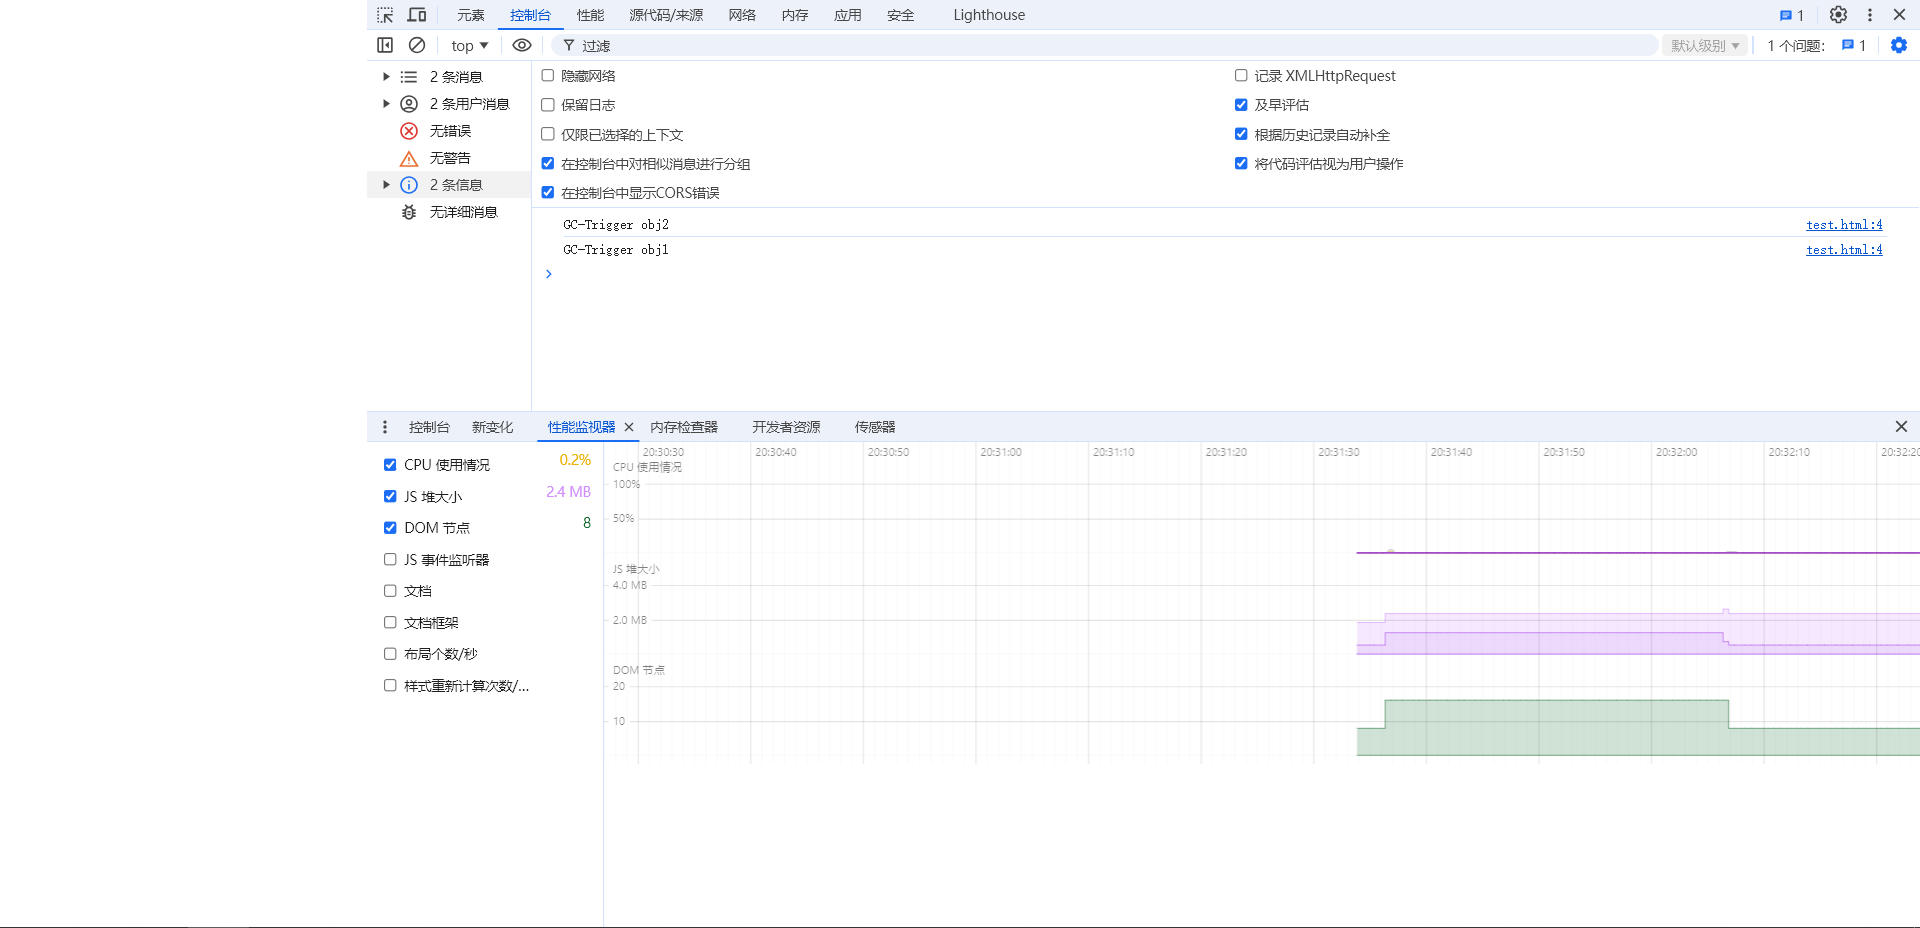 元素 控制台 性能 源代码/来源 网络 内存 应用 安全 Lighthouse 1
top 过滤 默认级别 1 个问题: 1
2 条消息
2 条用户消息
无错误
无警告
2 条信息
无详细消息
隐藏网络 记录 XMLHttpRequest
保留日志 及早评估
仅限已选择的上下文 根据历史记录自动补全
在控制台中对相似消息进行分组 将代码评估视为用户操作
在控制台中显示CORS错误
GC-Trigger obj2 test.html:4
GC-Trigger obj1 test.html:4
控制台 新变化 性能监视器 内存检查器 开发者资源 传感器
CPU 使用情况 0.2%
JS 堆大小 2.4 MB
DOM 节点 8
JS 事件监听器
文档
文档框架
布局个数/秒
样式重新计算次数/...
20:30:30 20:30:40 20:30:50 20:31:00 20:31:10 20:31:20 20:31:30 20:31:40 20:31:50 20:32:00 20:32:10 20:32:20
CPU 使用情况
100%
50%
JS 堆大小
4.0 MB
2.0 MB
DOM 节点
20
10